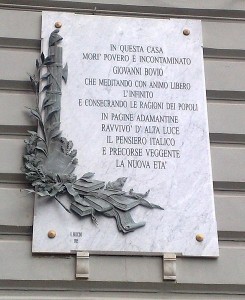 IN QUESTA CASA
MORI' POVERO E INCONTAMINATO
GIOVANNI BOVIO
CHE MEDITANDO CON ANIMO LIBERO
L'INFINITO
E CONSECRANDO LE RAGIONI DEI POPOLI
IN PAGINE ADAMANTINE
RAVVIVO' D'ALTA LUCE
IL PENSIERO ITALICO
E PRECORSE VEGGENTE
LA NUOVA ETA'